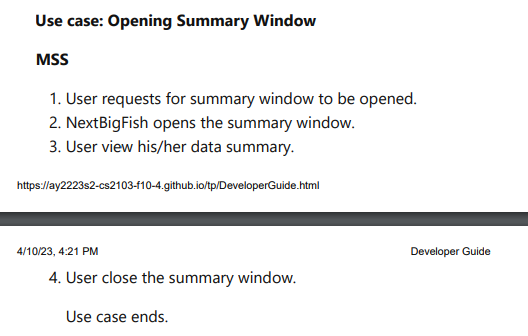 Use case: Opening Summary Window
MSS
1. User requests for summary window to be opened.
2. NextBigFish opens the summary window.
3. User view his/her data summary.
https://ay2223s2-cs2103-f10-4.github.io/tp/DeveloperGuide.html
4/10/23, 4:21 PM Developer Guide
4. User close the summary window.
Use case ends.